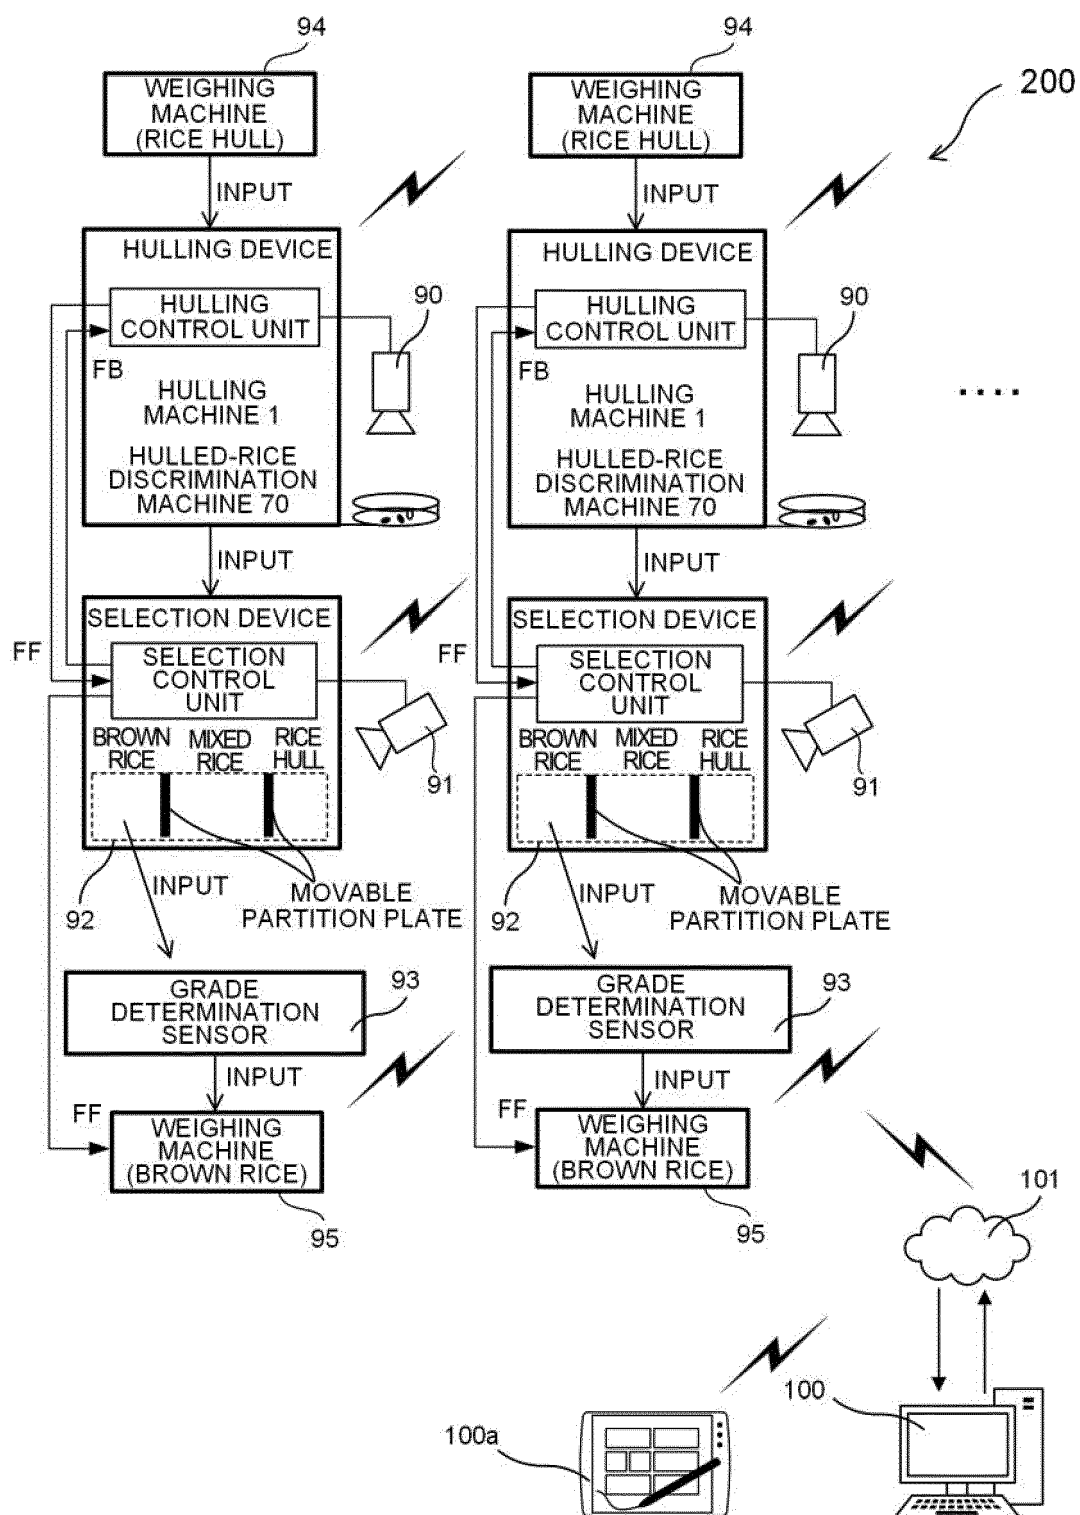 94
WEIGHING
MACHINE
(RICE HULL)
INPUT
HULLING DEVICE
HULLING
CONTROL UNIT
90
FB
HULLING
MACHINE 1
HULLED-RICE
DISCRIMINATION
MACHINE 70
INPUT
SELECTION DEVICE
FF
SELECTION
CONTROL
UNIT
BROWN
RICE
MIXED
RICE
RICE
HULL
91
92
INPUT
MOVABLE
PARTITION PLATE
GRADE
DETERMINATION
SENSOR
93
INPUT
FF
WEIGHING
MACHINE
(BROWN RICE)
95
94
WEIGHING
MACHINE
(RICE HULL)
200
INPUT
HULLING DEVICE
HULLING
CONTROL UNIT
90
FB
HULLING
MACHINE 1
HULLED-RICE
DISCRIMINATION
MACHINE 70
....
INPUT
SELECTION DEVICE
FF
SELECTION
CONTROL
UNIT
BROWN
RICE
MIXED
RICE
RICE
HULL
91
92
INPUT
MOVABLE
PARTITION PLATE
GRADE
DETERMINATION
SENSOR
93
INPUT
FF
WEIGHING
MACHINE
(BROWN RICE)
95
101
100
100a